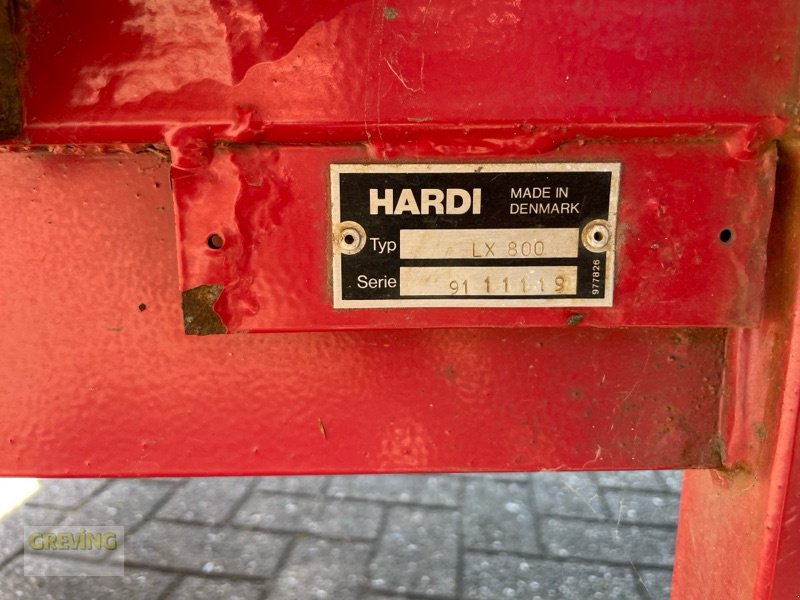 HARDI
MADE IN
DENMARK
Typ LX 800
Serie 91 11119
977826
GREVING